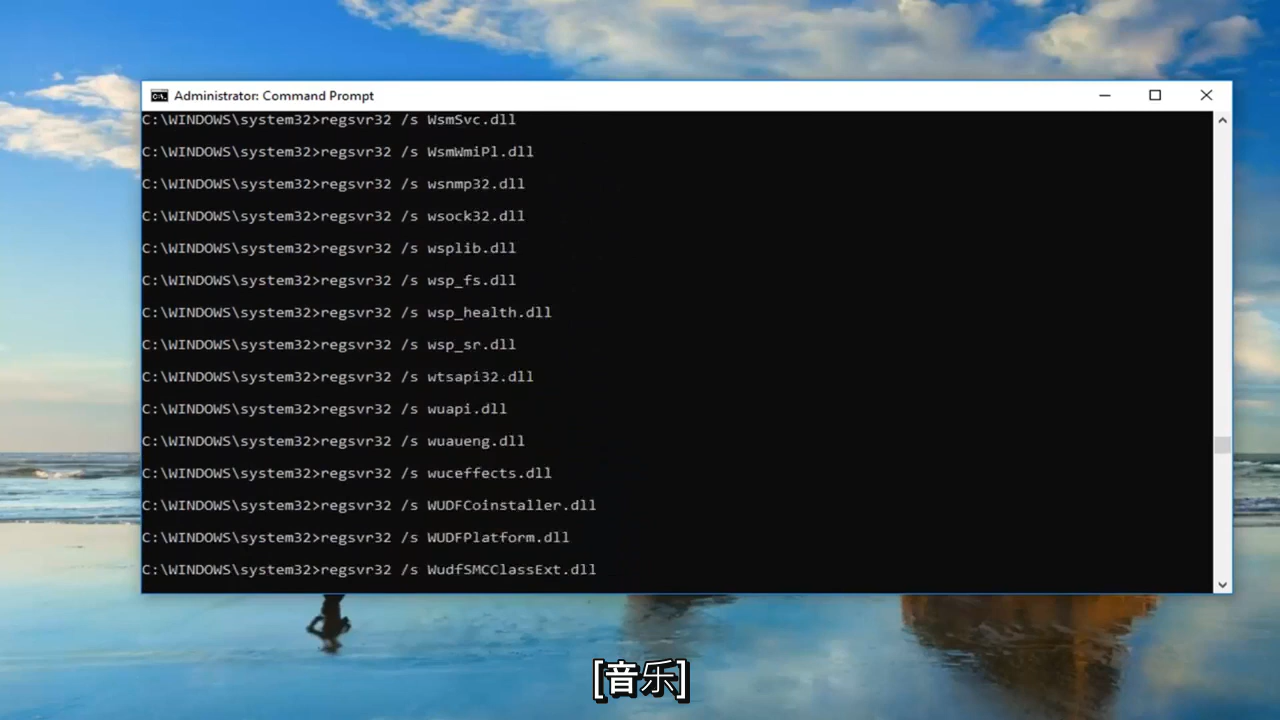 Administrator: Command Prompt
C:\WINDOWS\system32>regsvr32 /s WsmSvc.dll
C:\WINDOWS\system32>regsvr32 /s WsmWmiPl.dll
C:\WINDOWS\system32>regsvr32 /s wsnmp32.dll
C:\WINDOWS\system32>regsvr32 /s wsock32.dll
C:\WINDOWS\system32>regsvr32 /s wsplib.dll
C:\WINDOWS\system32>regsvr32 /s wsp_fs.dll
C:\WINDOWS\system32>regsvr32 /s wsp_health.dll
C:\WINDOWS\system32>regsvr32 /s wsp_sr.dll
C:\WINDOWS\system32>regsvr32 /s wtsapi32.dll
C:\WINDOWS\system32>regsvr32 /s wuapi.dll
C:\WINDOWS\system32>regsvr32 /s wuaueng.dll
C:\WINDOWS\system32>regsvr32 /s wuceffects.dll
C:\WINDOWS\system32>regsvr32 /s WUDFCoinstaller.dll
C:\WINDOWS\system32>regsvr32 /s WUDFPlatform.dll
C:\WINDOWS\system32>regsvr32 /s WudfSMCClassExt.dll
[音乐]